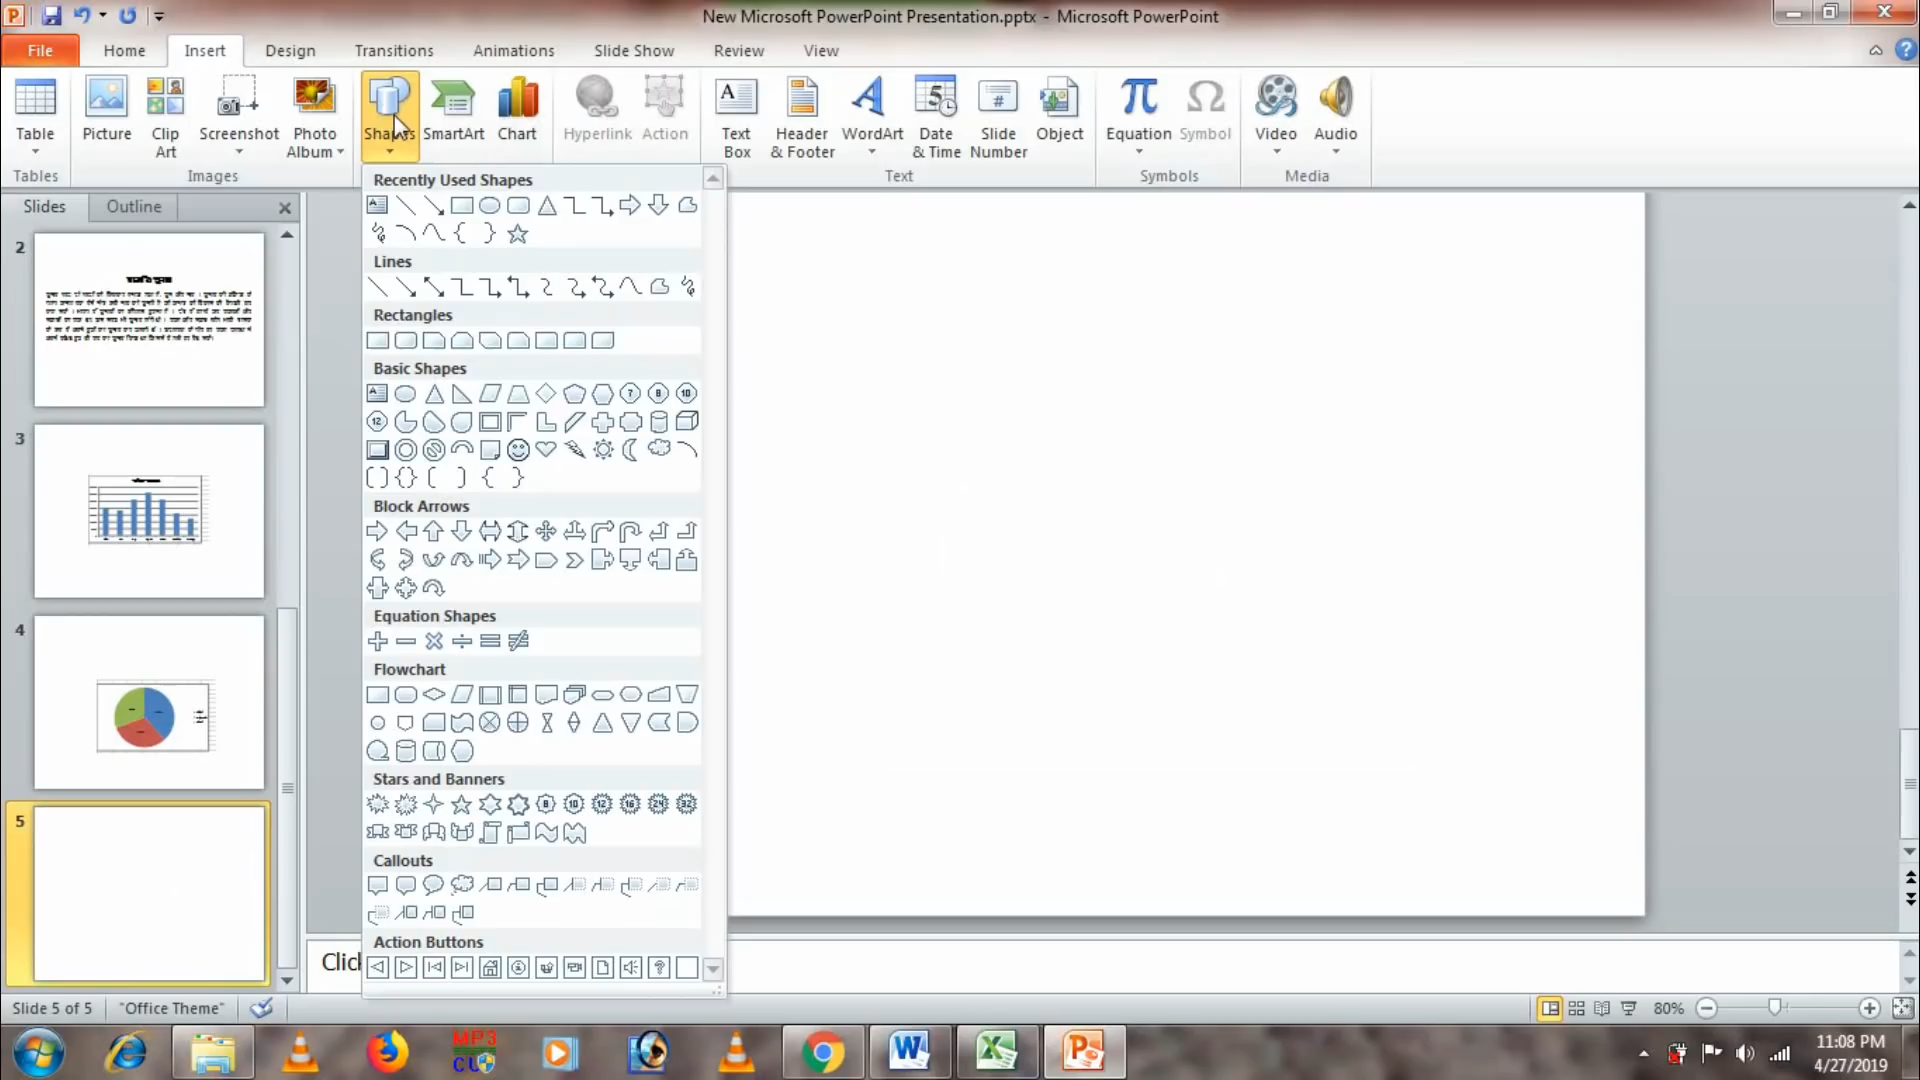 New Microsoft PowerPoint Presentation.pptx - Microsoft PowerPoint
File Home Insert Design Transitions Animations Slide Show Review View
Table Picture Clip Art Screenshot Photo Album Shapes SmartArt Chart Hyperlink Action Text Box Header & Footer WordArt Date & Time Slide Number Object Equation Symbol Video Audio
Tables Images Text Symbols Media
Slides Outline
Recently Used Shapes
Lines
Rectangles
Basic Shapes
Block Arrows
Equation Shapes
Flowchart
Stars and Banners
Callouts
Action Buttons
2
3
4
5
Slide 5 of 5 "Office Theme" 80%
MP3
CU
11:08 PM
4/27/2019